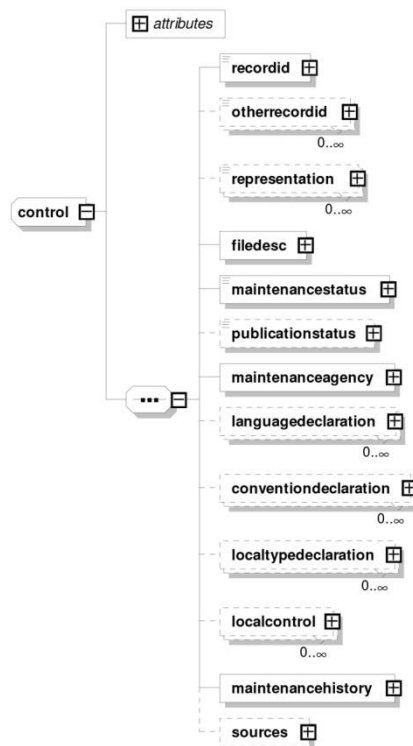 attributes
recordid
otherrecordid
0..∞
representation
0..∞
control
filedesc
maintenancestatus
publicationstatus
maintenanceagency
languagedeclaration
0..∞
conventiondeclaration
0..∞
localtypedeclaration
0..∞
localcontrol
0..∞
maintenancehistory
sources